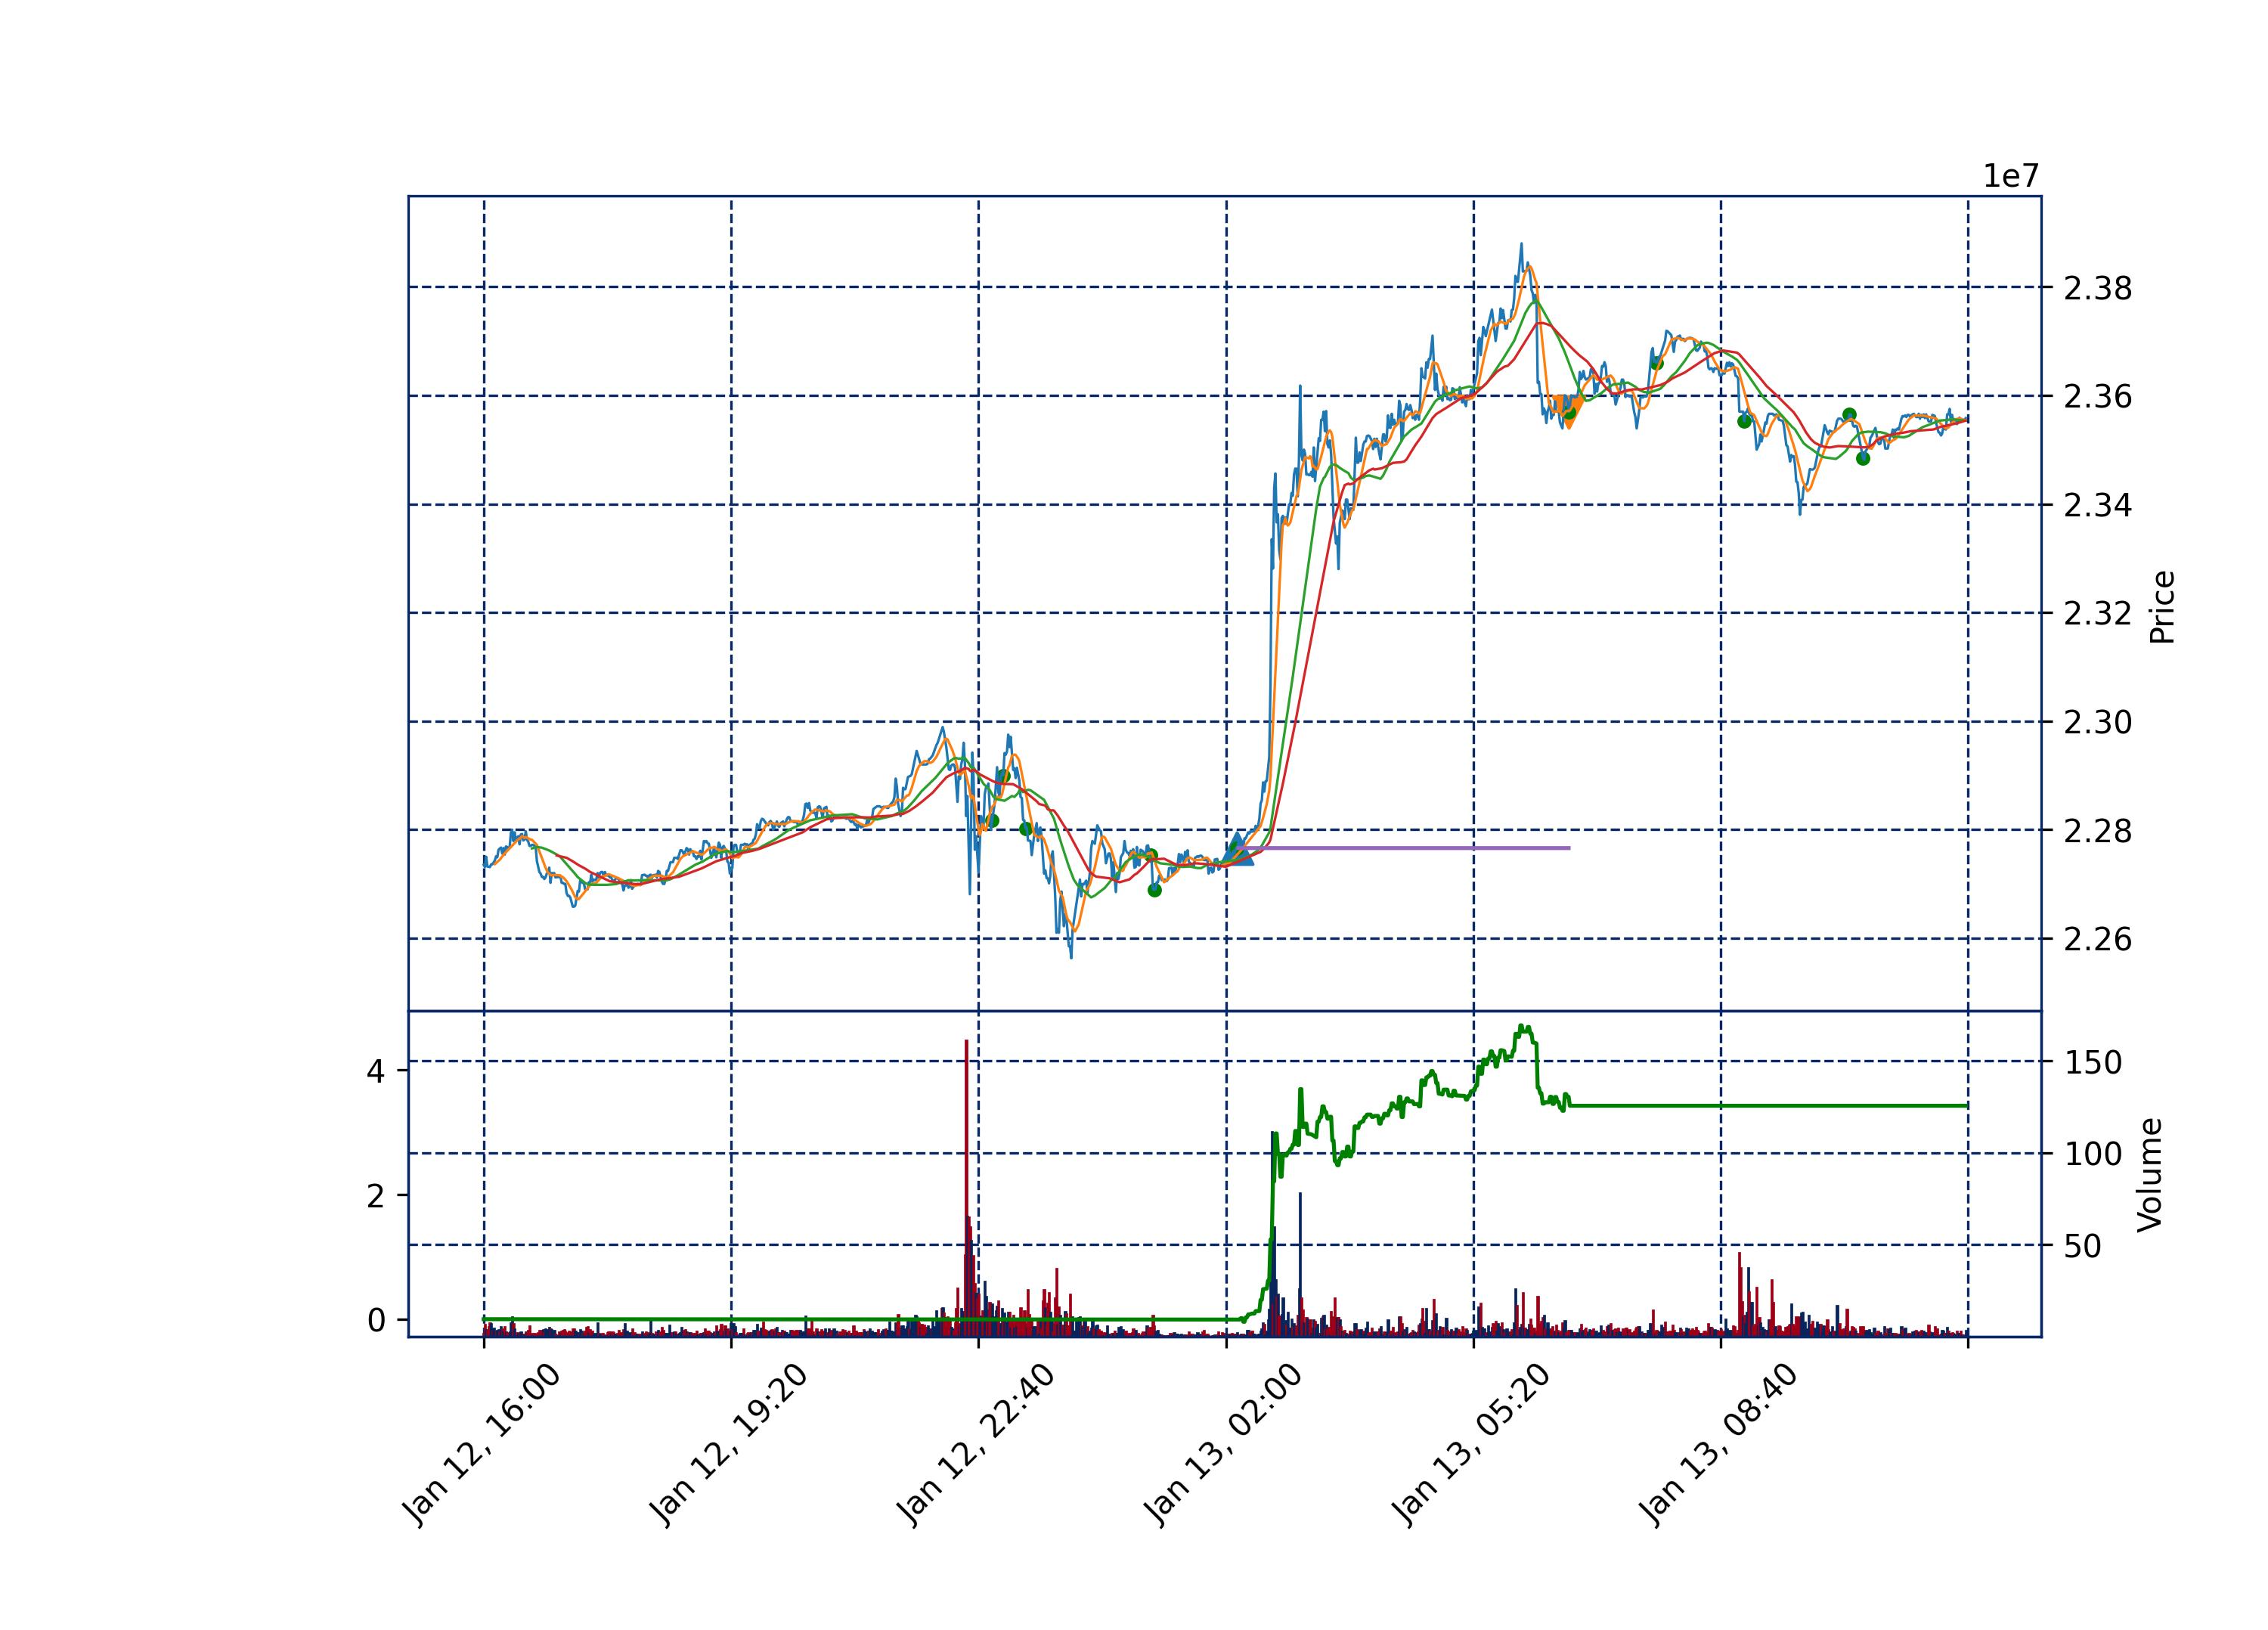 1e7
2.38
2.36
2.34
2.32
2.30
2.28
2.26
Price
4
2
0
150
100
50
Volume
Jan 12, 16:00
Jan 12, 19:20
Jan 12, 22:40
Jan 13, 02:00
Jan 13, 05:20
Jan 13, 08:40